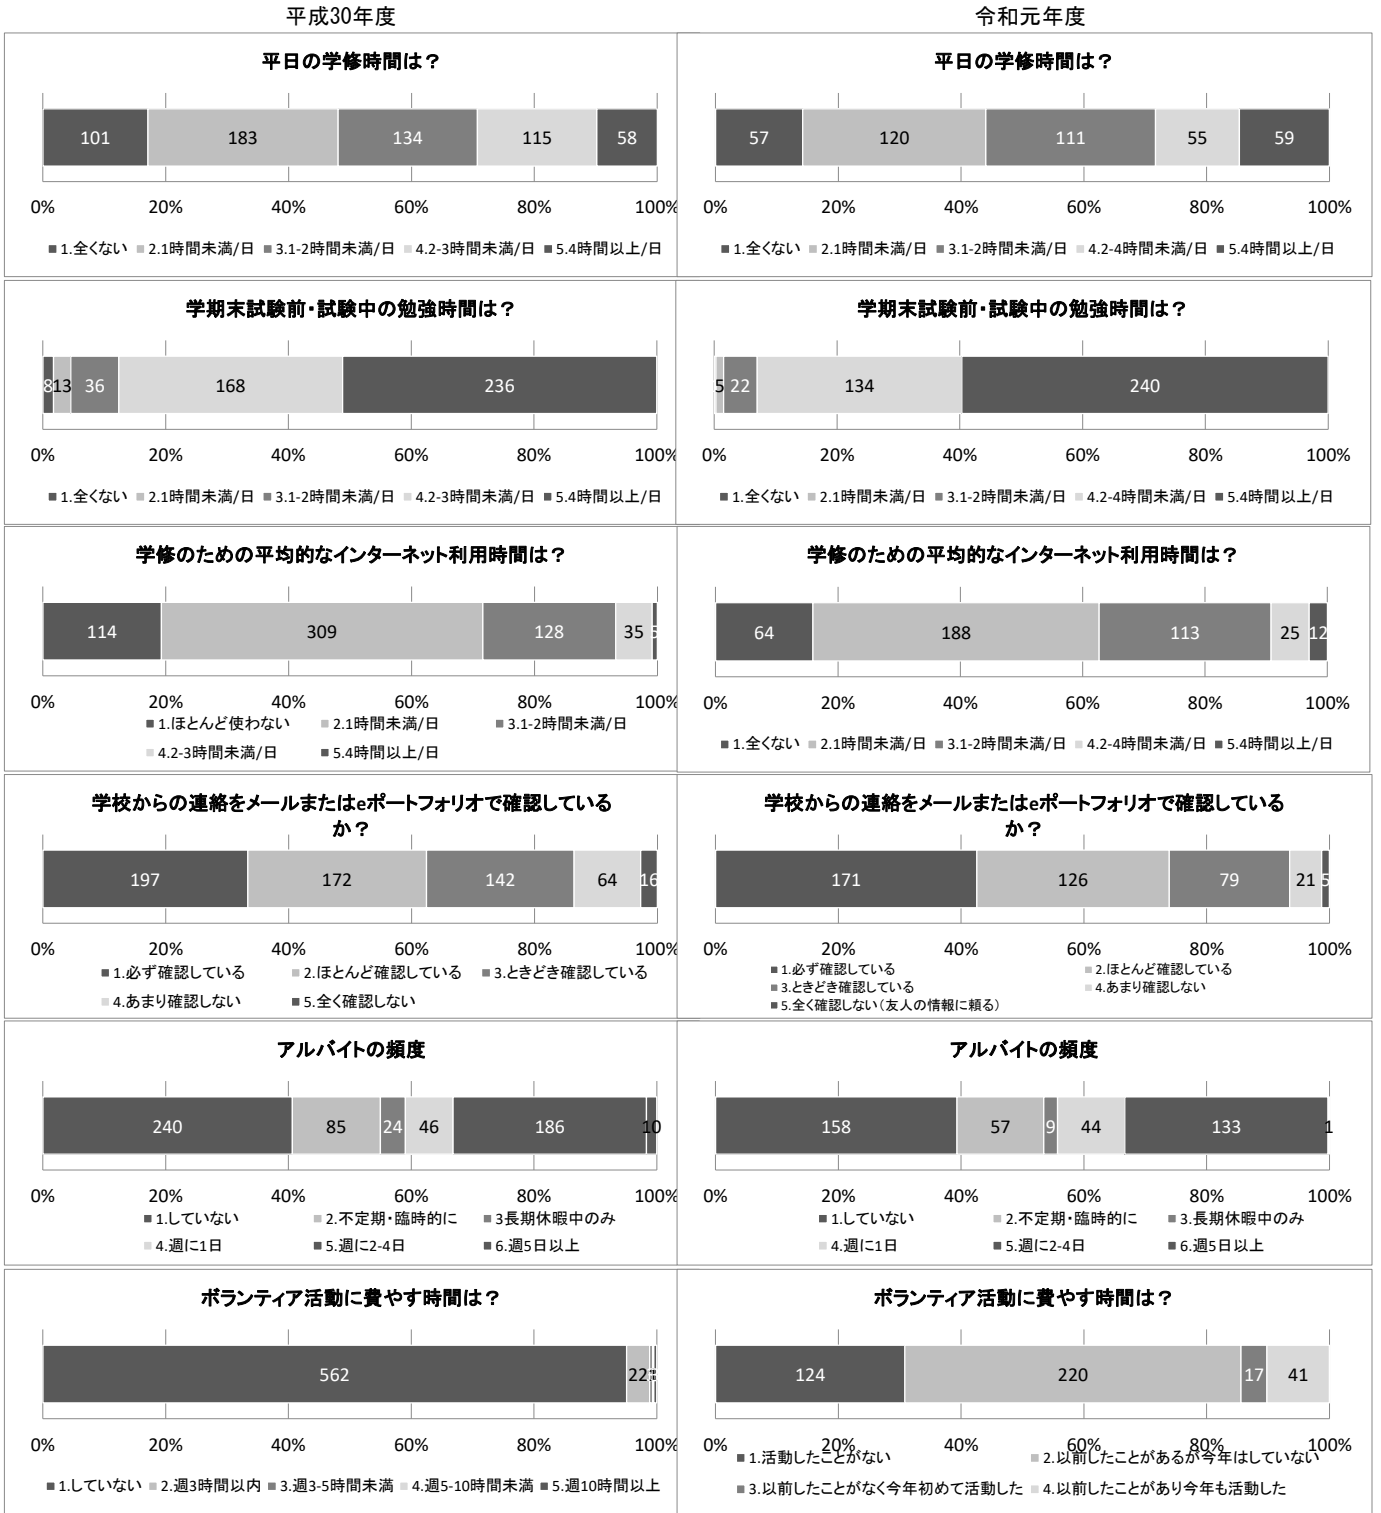 平成30年度
令和元年度
平日の学修時間は？
101 183 134 115 58
0% 20% 40% 60% 80% 100%
■1.全くない ■2.1時間未満/日 ■3.1-2時間未満/日 ■4.2-3時間未満/日 ■5.4時間以上/日
平日の学修時間は？
57 120 111 55 59
0% 20% 40% 60% 80% 100%
■1.全くない ■2.1時間未満/日 ■3.1-2時間未満/日 ■4.2-4時間未満/日 ■5.4時間以上/日
学期末試験前・試験中の勉強時間は？
8 13 36 168 236
0% 20% 40% 60% 80% 100%
■1.全くない ■2.1時間未満/日 ■3.1-2時間未満/日 ■4.2-3時間未満/日 ■5.4時間以上/日
学期末試験前・試験中の勉強時間は？
5 22 134 240
0% 20% 40% 60% 80% 100%
■1.全くない ■2.1時間未満/日 ■3.1-2時間未満/日 ■4.2-4時間未満/日 ■5.4時間以上/日
学修のための平均的なインターネット利用時間は？
114 309 128 35
0% 20% 40% 60% 80% 100%
■1.ほとんど使わない ■2.1時間未満/日 ■3.1-2時間未満/日
■4.2-3時間未満/日 ■5.4時間以上/日
学修のための平均的なインターネット利用時間は？
64 188 113 25 12
0% 20% 40% 60% 80% 100%
■1.全くない ■2.1時間未満/日 ■3.1-2時間未満/日 ■4.2-4時間未満/日 ■5.4時間以上/日
学校からの連絡をメールまたはeポートフォリオで確認している
か？
197 172 142 64 16
0% 20% 40% 60% 80% 100%
■1.必ず確認している ■2.ほとんど確認している ■3.ときどき確認している
■4.あまり確認しない ■5.全く確認しない
学校からの連絡をメールまたはeポートフォリオで確認している
か？
171 126 79 21 5
0% 20% 40% 60% 80% 100%
■1.必ず確認している ■2.ほとんど確認している
■3.ときどき確認している ■4.あまり確認しない
■5.全く確認しない（友人の情報に頼る）
アルバイトの頻度
240 85 24 46 186 10
0% 20% 40% 60% 80% 100%
■1.していない ■2.不定期・臨時的に ■3長期休暇中のみ
■4.週に1日 ■5.週に2-4日 ■6.週5日以上
アルバイトの頻度
158 57 9 44 133 1
0% 20% 40% 60% 80% 100%
■1.していない ■2.不定期・臨時的に ■3.長期休暇中のみ
■4.週に1日 ■5.週に2-4日 ■6.週5日以上
ボランティア活動に費やす時間は？
562 22
0% 20% 40% 60% 80% 100%
■1.していない ■2.週3時間以内 ■3.週3-5時間未満 ■4.週5-10時間未満 ■5.週10時間以上
ボランティア活動に費やす時間は？
124 220 17 41
0% 20% 40% 60% 80% 100%
■1.活動したことがない ■2.以前したことがあるが今年はしていない
■3.以前したことがなく今年初めて活動した ■4.以前したことがあり今年も活動した